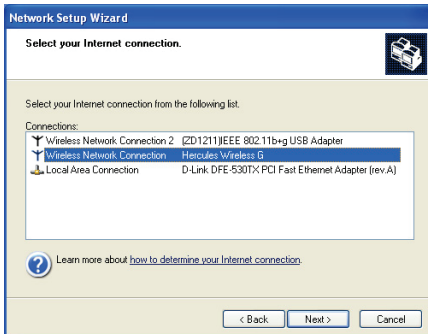 Network Setup Wizard
Select your Internet connection.
Select your Internet connection from the following list.
Connections:
Wireless Network Connection 2 (ZD1211)IEEE 802.11b+g USB Adapter
Wireless Network Connection Hercules Wireless G
Local Area Connection D-Link DFE-530TX PCI Fast Ethernet Adapter (rev.A)
Learn more about how to determine your Internet connection.
< Back Next > Cancel